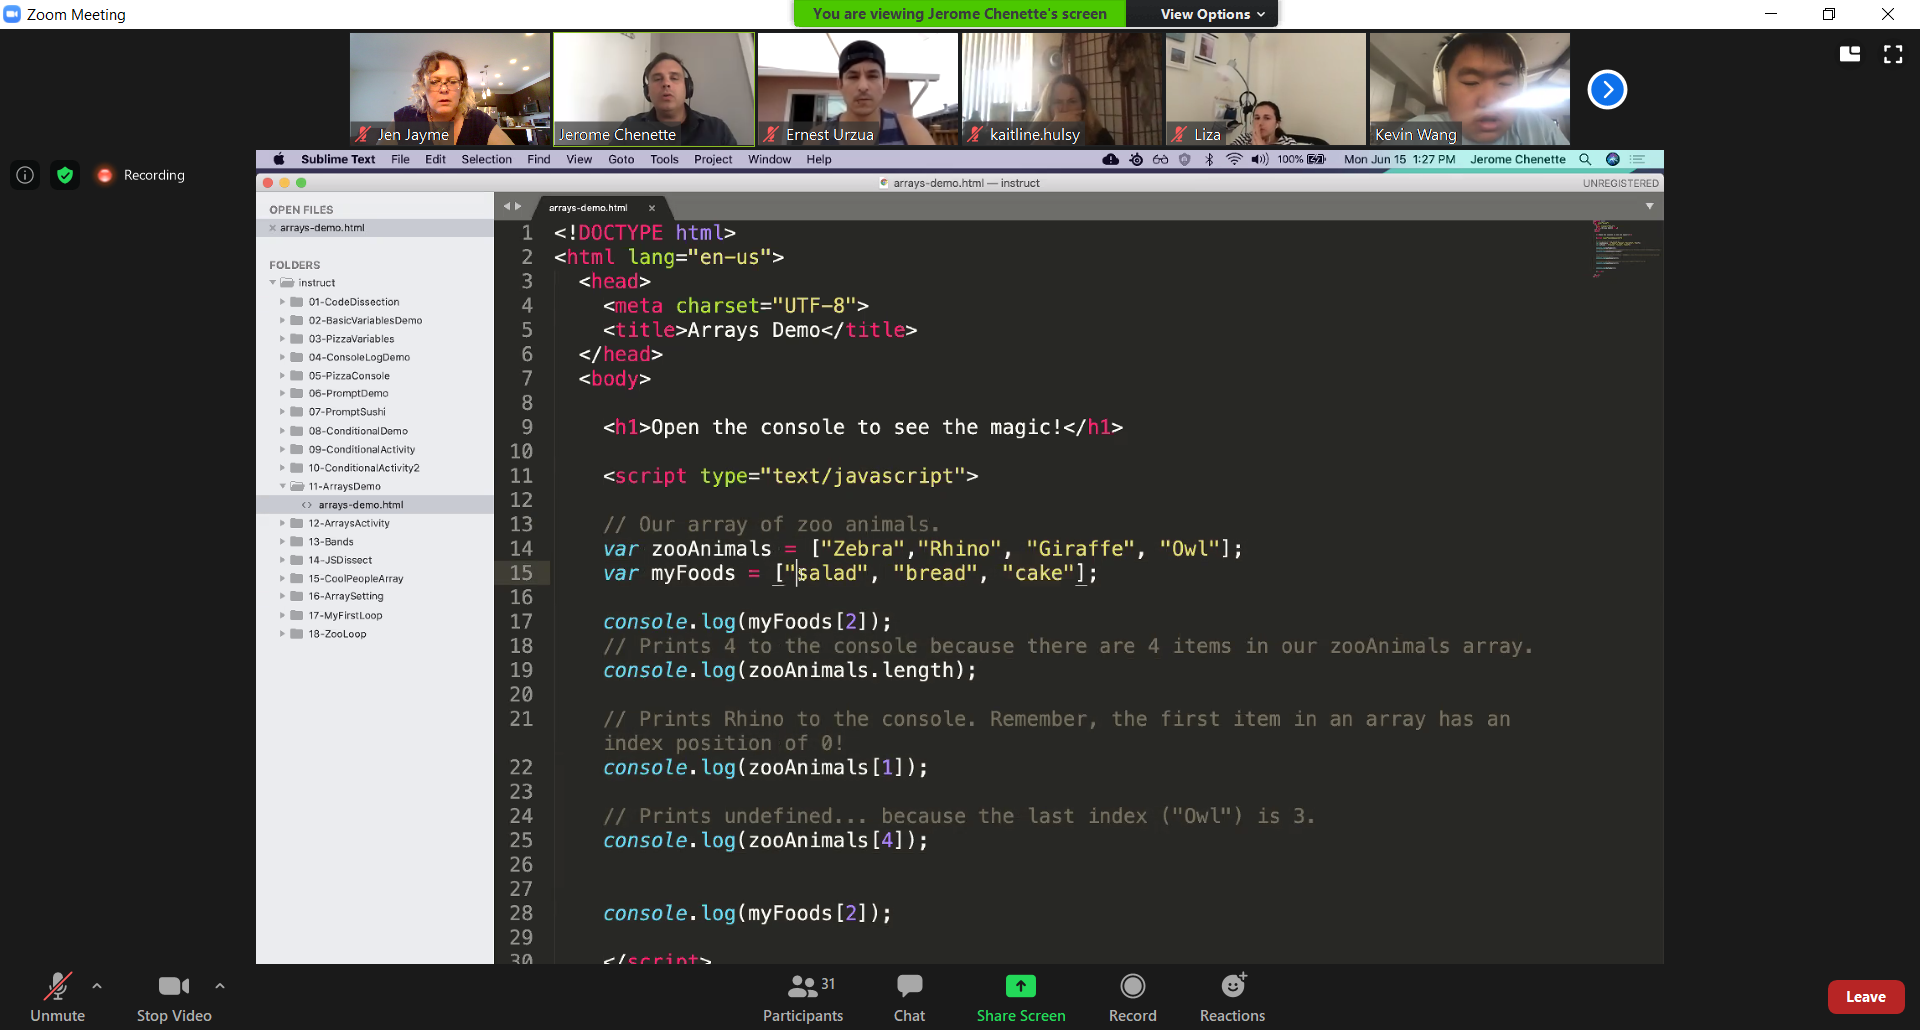 Zoom Meeting
You are viewing Jerome Chenette's screen
View Options
Jen Jayme
Jerome Chenette
Ernest Urzua
kaitline.hulsy
Liza
Kevin Wang
Recording
Sublime Text File Edit Selection Find View Goto Tools Project Window Help
100% Mon Jun 15 1:27 PM Jerome Chenette
arrays-demo.html — instruct
UNREGISTERED
OPEN FILES
arrays-demo.html
FOLDERS
instruct
01-CodeDissection
02-BasicVariablesDemo
03-PizzaVariables
04-ConsoleLogDemo
05-PizzaConsole
06-PromptDemo
07-PromptSushi
08-ConditionalDemo
09-ConditionalActivity
10-ConditionalActivity2
11-ArraysDemo
<> arrays-demo.html
12-ArraysActivity
13-Bands
14-JSDissect
15-CoolPeopleArray
16-ArraySetting
17-MyFirstLoop
18-ZooLoop
arrays-demo.html
1 <!DOCTYPE html>
2 <html lang="en-us">
3 <head>
4 <meta charset="UTF-8">
5 <title>Arrays Demo</title>
6 </head>
7 <body>
8
9 <h1>Open the console to see the magic!</h1>
10
11 <script type="text/javascript">
12
13 // Our array of zoo animals.
14 var zooAnimals = ["Zebra","Rhino", "Giraffe", "Owl"];
15 var myFoods = ["salad", "bread", "cake"];
16
17 console.log(myFoods[2]);
18 // Prints 4 to the console because there are 4 items in our zooAnimals array.
19 console.log(zooAnimals.length);
20
21 // Prints Rhino to the console. Remember, the first item in an array has an
index position of 0!
22 console.log(zooAnimals[1]);
23
24 // Prints undefined... because the last index ("Owl") is 3.
25 console.log(zooAnimals[4]);
26
27
28 console.log(myFoods[2]);
29
30 </script>
Unmute
Stop Video
31
Participants
Chat
Share Screen
Record
Reactions
Leave